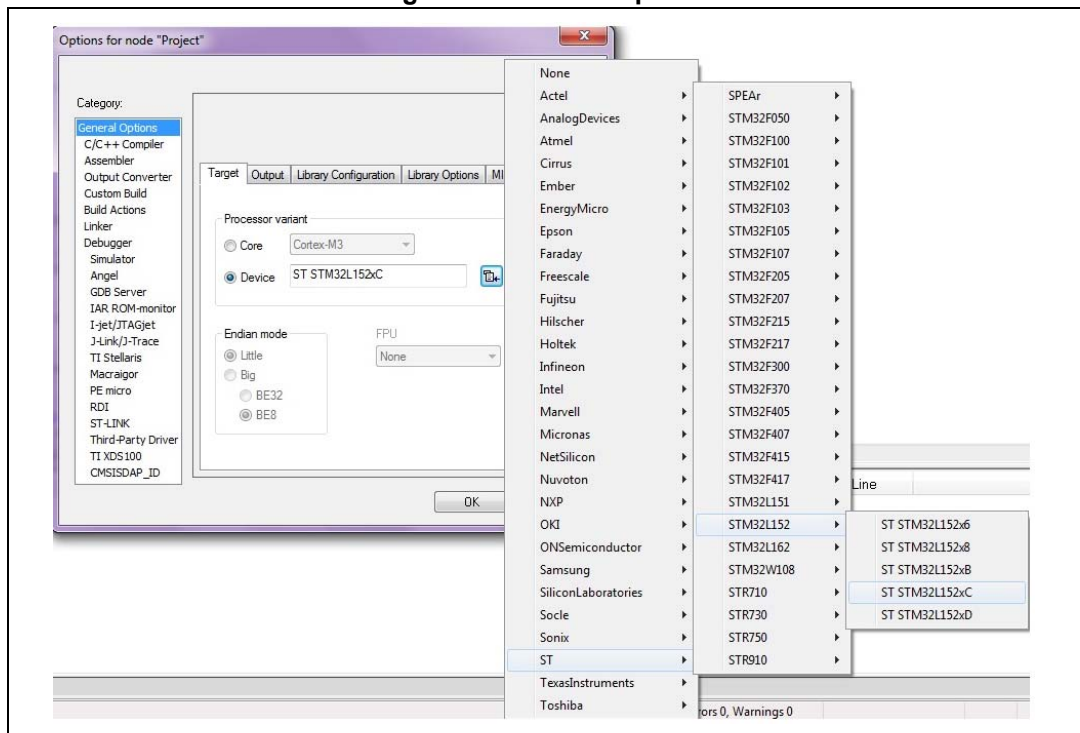 Options for node "Project"
Category:
General Options
C/C++ Compiler
Assembler
Output Converter
Custom Build
Build Actions
Linker
Debugger
Simulator
Angel
GDB Server
IAR ROM-monitor
I-jet/JTAGjet
J-Link/J-Trace
TI Stellaris
Macraigor
PE micro
RDI
ST-LINK
Third-Party Driver
TI XDS100
CMSISDAP_ID
Target Output Library Configuration Library Options MI
Processor variant
Core Cortex-M3
Device ST STM32L152xC
Endian mode
Little
Big
BE32
BE8
FPU
None
OK
None
Actel
AnalogDevices
Atmel
Cirrus
Ember
EnergyMicro
Epson
Faraday
Freescale
Fujitsu
Hilscher
Holtek
Infineon
Intel
Marvell
Micronas
NetSilicon
Nuvoton
NXP
OKI
ONSemiconductor
Samsung
SiliconLaboratories
Socle
Sonix
ST
TexasInstruments
Toshiba
SPEAr
STM32F050
STM32F100
STM32F101
STM32F102
STM32F103
STM32F105
STM32F107
STM32F205
STM32F207
STM32F215
STM32F217
STM32F300
STM32F370
STM32F405
STM32F407
STM32F415
STM32F417
STM32L151
STM32L152
STM32L162
STM32W108
STR710
STR730
STR750
STR910
Line
ST STM32L152x6
ST STM32L152x8
ST STM32L152xB
ST STM32L152xC
ST STM32L152xD
rors 0, Warnings 0